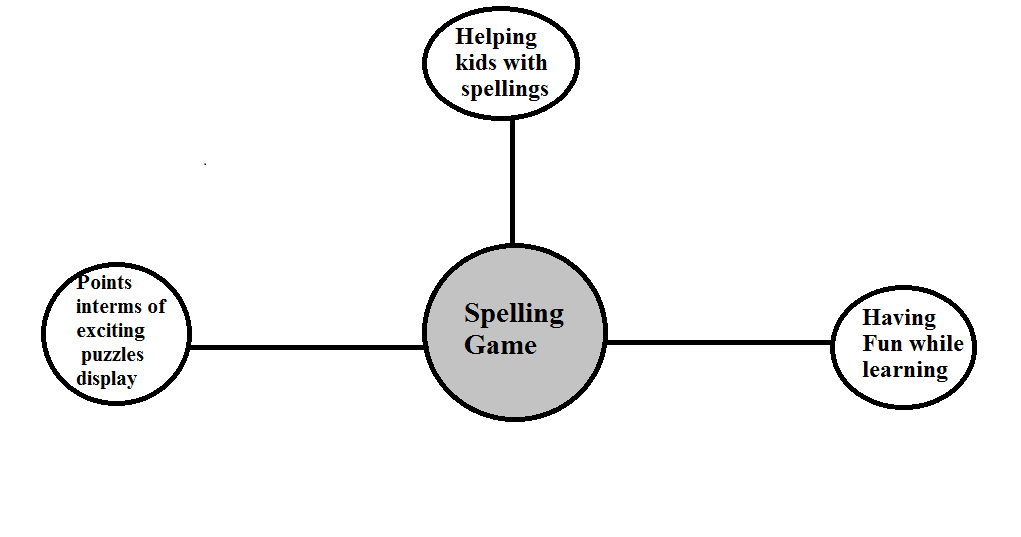 Helping
kids with
spellings
Points
interms of
exciting
puzzles
display
Spelling
Game
Having
Fun while
learning